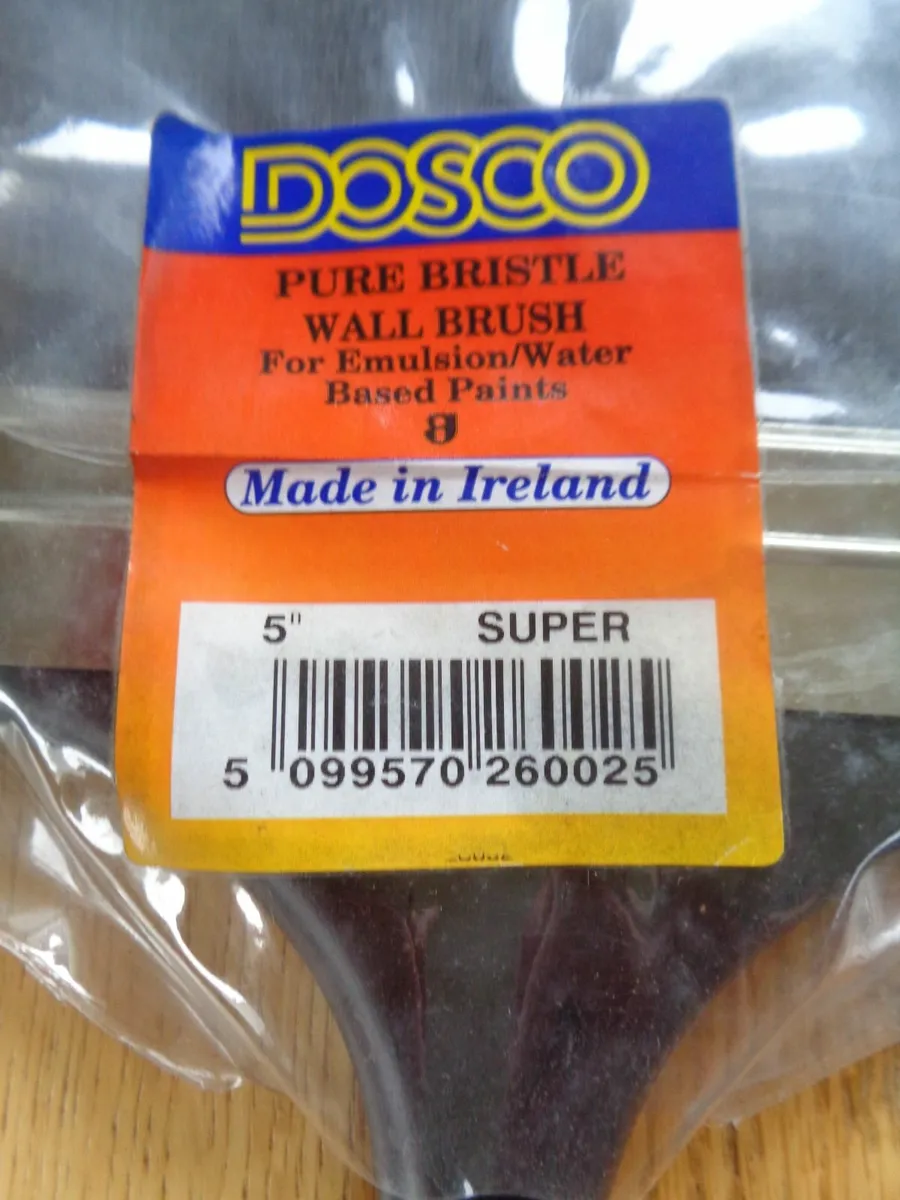 DOSCO
PURE BRISTLE
WALL BRUSH
For Emulsion/Water
Based Paints
Made in Ireland
5" SUPER
5 099570 260025